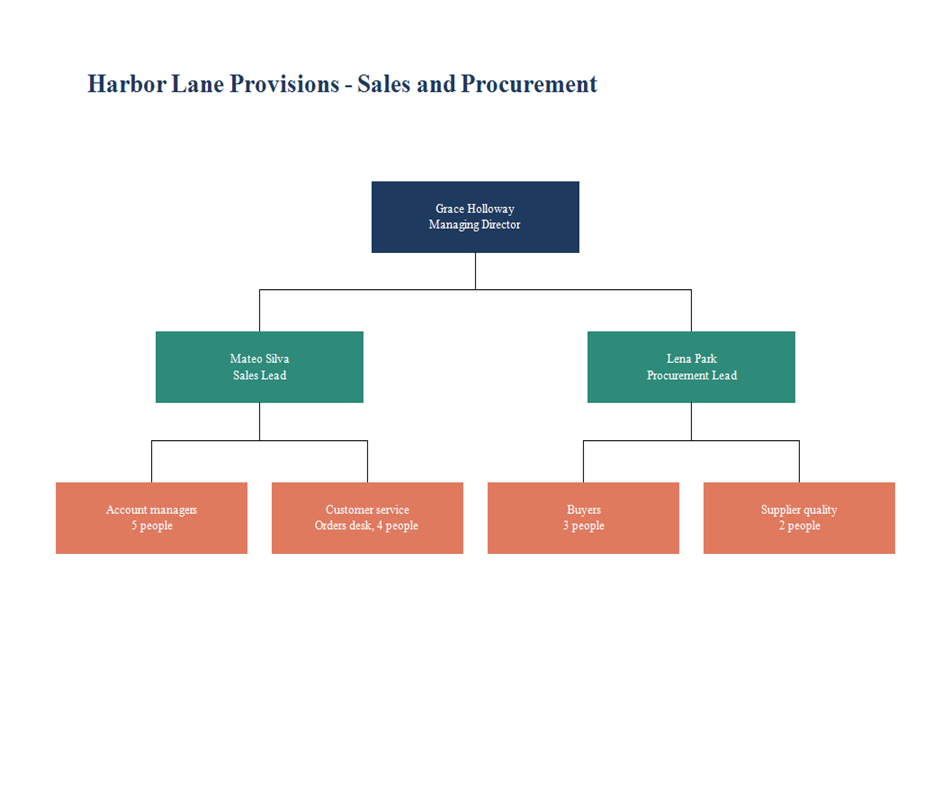 Harbor Lane Provisions - Sales and Procurement
Grace Holloway
Managing Director
Mateo Silva
Sales Lead
Lena Park
Procurement Lead
Account managers
5 people
Customer service
Orders desk, 4 people
Buyers
3 people
Supplier quality
2 people